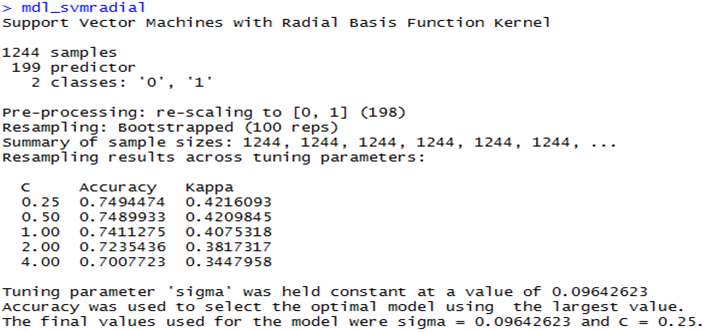 > mdl_svmradial
Support Vector Machines with Radial Basis Function Kernel
1244 samples
199 predictor
2 classes: '0', '1'
Pre-processing: re-scaling to [0, 1] (198)
Resampling: Bootstrapped (100 reps)
Summary of sample sizes: 1244, 1244, 1244, 1244, 1244, 1244, ...
Resampling results across tuning parameters:
C Accuracy Kappa
0.25 0.7494474 0.4216093
0.50 0.7489933 0.4209845
1.00 0.7411275 0.4075318
2.00 0.7235436 0.3817317
4.00 0.7007723 0.3447958
Tuning parameter 'sigma' was held constant at a value of 0.09642623
Accuracy was used to select the optimal model using the largest value.
The final values used for the model were sigma = 0.09642623 and C = 0.25.